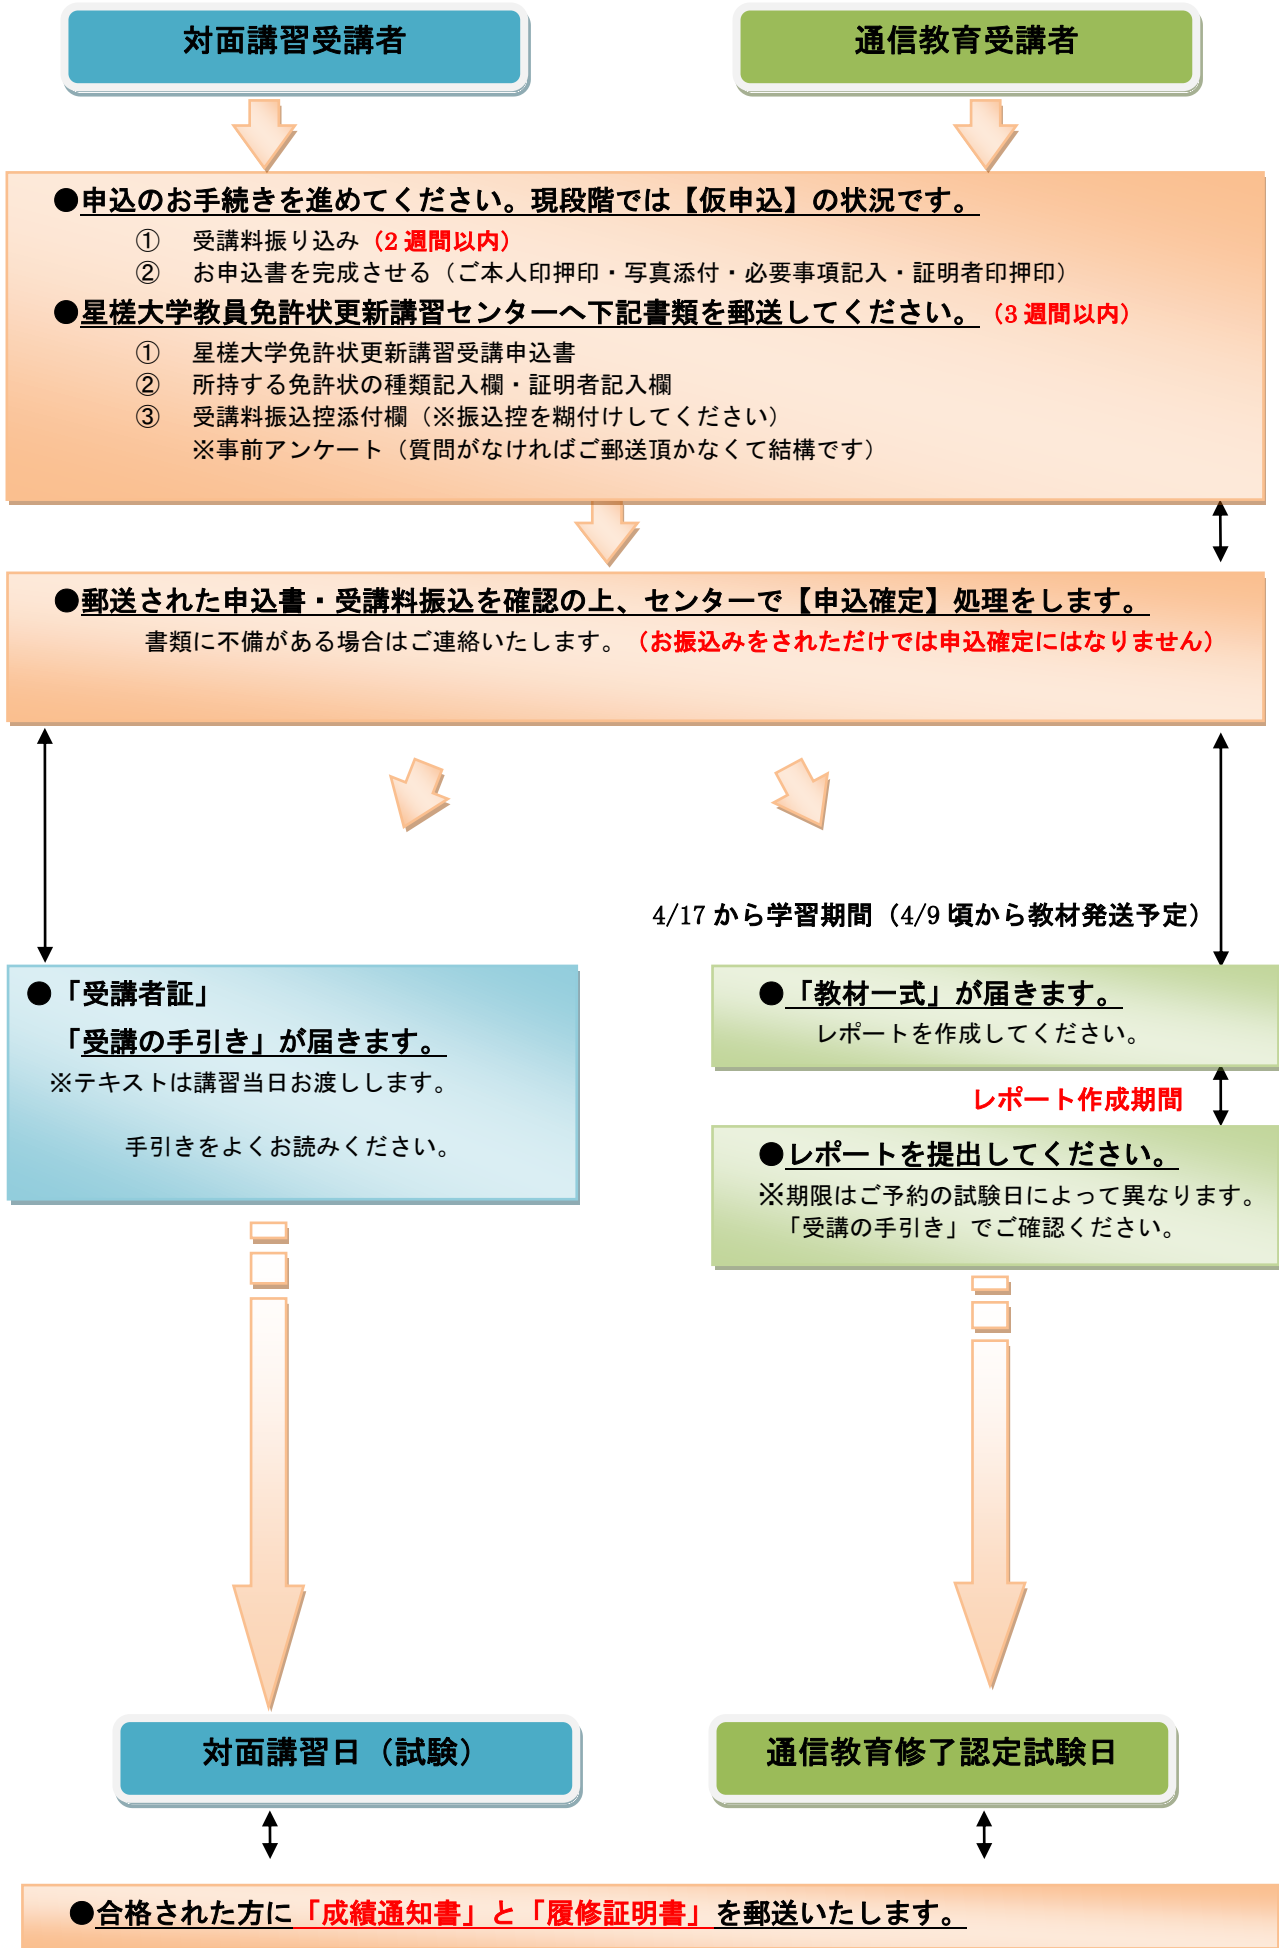 対面講習受講者
通信教育受講者
●申込のお手続きを進めてください。現段階では【仮申込】の状況です。
① 受講料振り込み（2週間以内）
② お申込書を完成させる（ご本人印押印・写真添付・必要事項記入・証明者印押印）
●星槎大学教員免許状更新講習センターへ下記書類を郵送してください。（3週間以内）
① 星槎大学免許状更新講習受講申込書
② 所持する免許状の種類記入欄・証明者記入欄
③ 受講料振込控添付欄（※振込控を糊付けしてください）
※事前アンケート（質問がなければご郵送頂かなくて結構です）
●郵送された申込書・受講料振込を確認の上、センターで【申込確定】処理をします。
書類に不備がある場合はご連絡いたします。（お振込みをされただけでは申込確定にはなりません）
4/17から学習期間（4/9頃から教材発送予定）
●「受講者証」
「受講の手引き」が届きます。
※テキストは講習当日お渡しします。
手引きをよくお読みください。
●「教材一式」が届きます。
レポートを作成してください。
レポート作成期間
●レポートを提出してください。
※期限はご予約の試験日によって異なります。
「受講の手引き」でご確認ください。
対面講習日（試験）
通信教育修了認定試験日
●合格された方に「成績通知書」と「履修証明書」を郵送いたします。